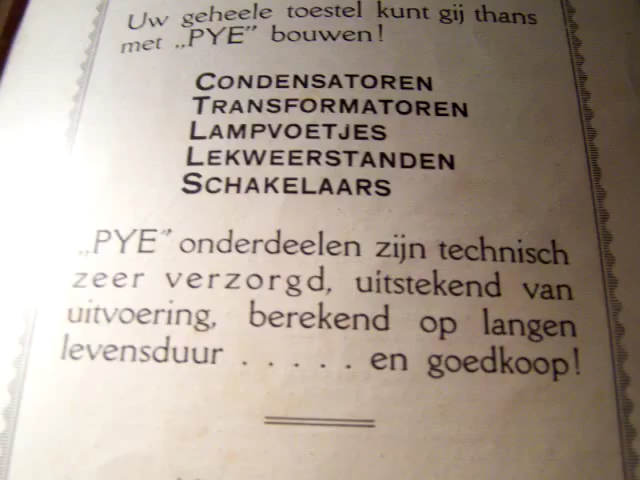 Uw geheele toestel kunt gij thans
met „PYE” bouwen!
CONDENSATOREN
TRANSFORMATOREN
LAMPVOETJES
LEKWEERSTANDEN
SCHAKELAARS
„PYE” onderdeelen zijn technisch
zeer verzorgd, uitstekend van
uitvoering, berekend op langen
levensduur . . . . . en goedkoop!